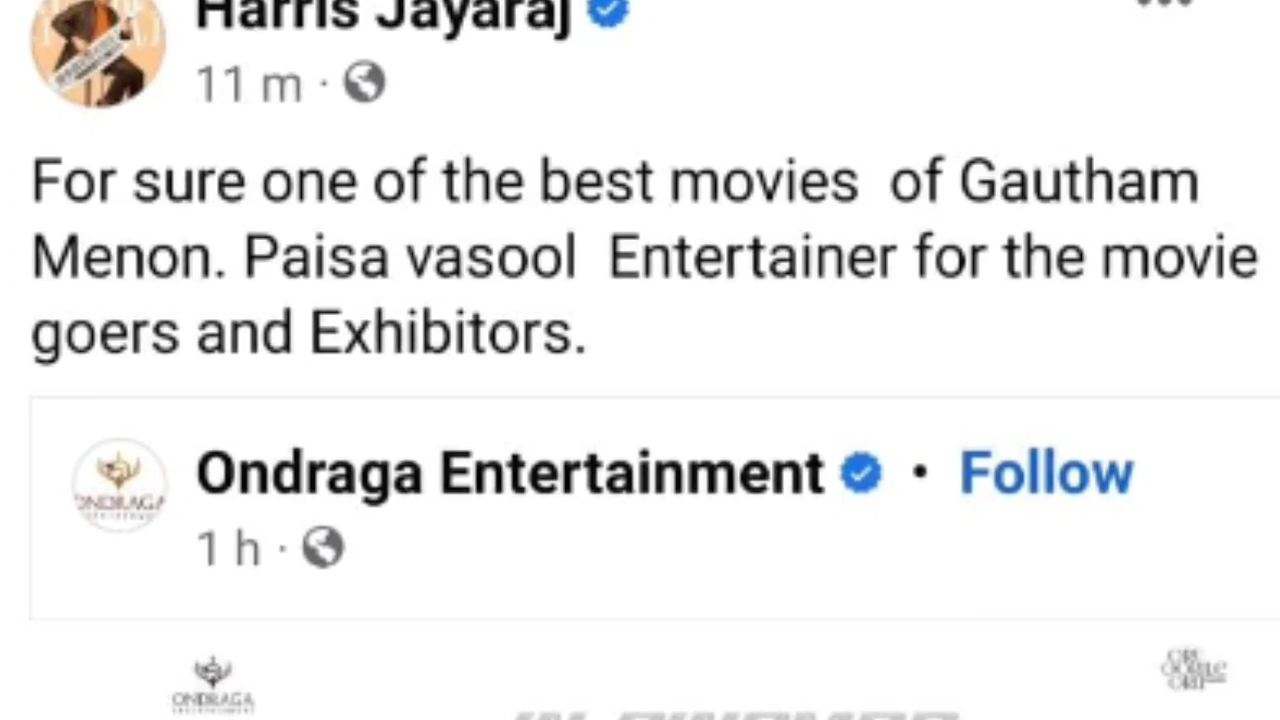 Harris Jayaraj
11 m ·
For sure one of the best movies  of Gautham
Menon. Paisa vasool  Entertainer for the movie
goers and Exhibitors.
Ondraga Entertainment • Follow
ONDRAGA
1 h ·
ONDRAGA